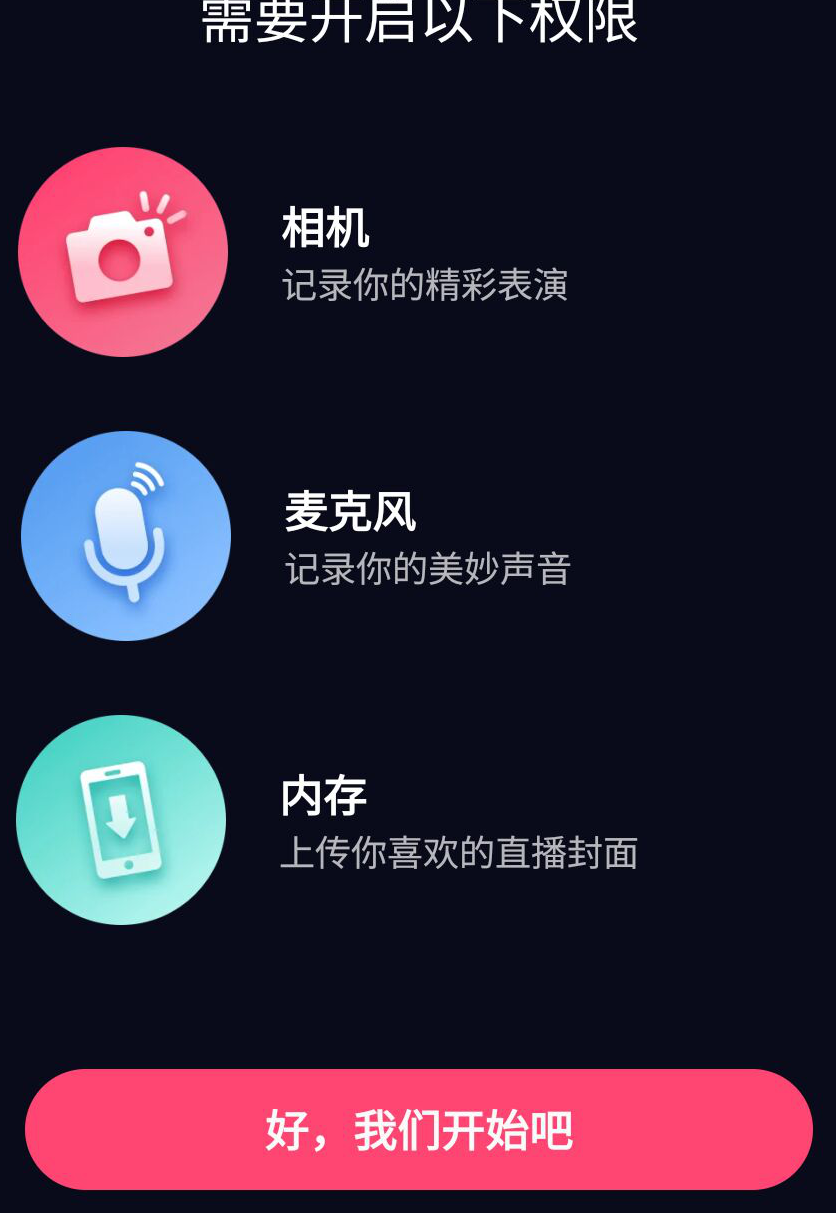 需要开启以下权限
相机
记录你的精彩表演
麦克风
记录你的美妙声音
内存
上传你喜欢的直播封面
好，我们开始吧